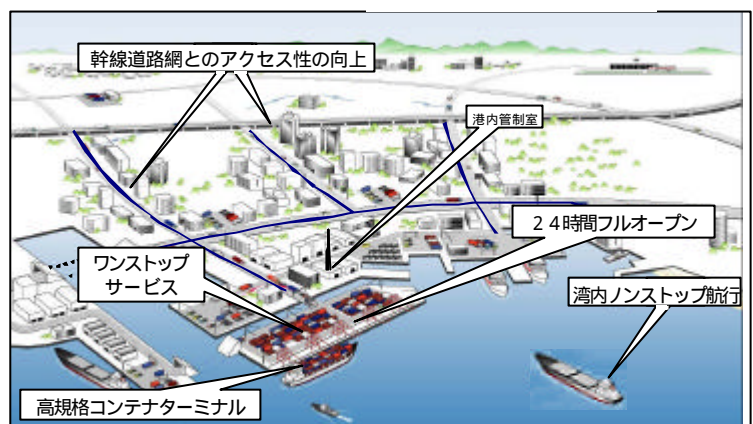 幹線道路網とのアクセス性の向上
港内管制室
２４時間フルオープン
ワンストップ
サービス
湾内ノンストップ航行
高規格コンテナターミナル